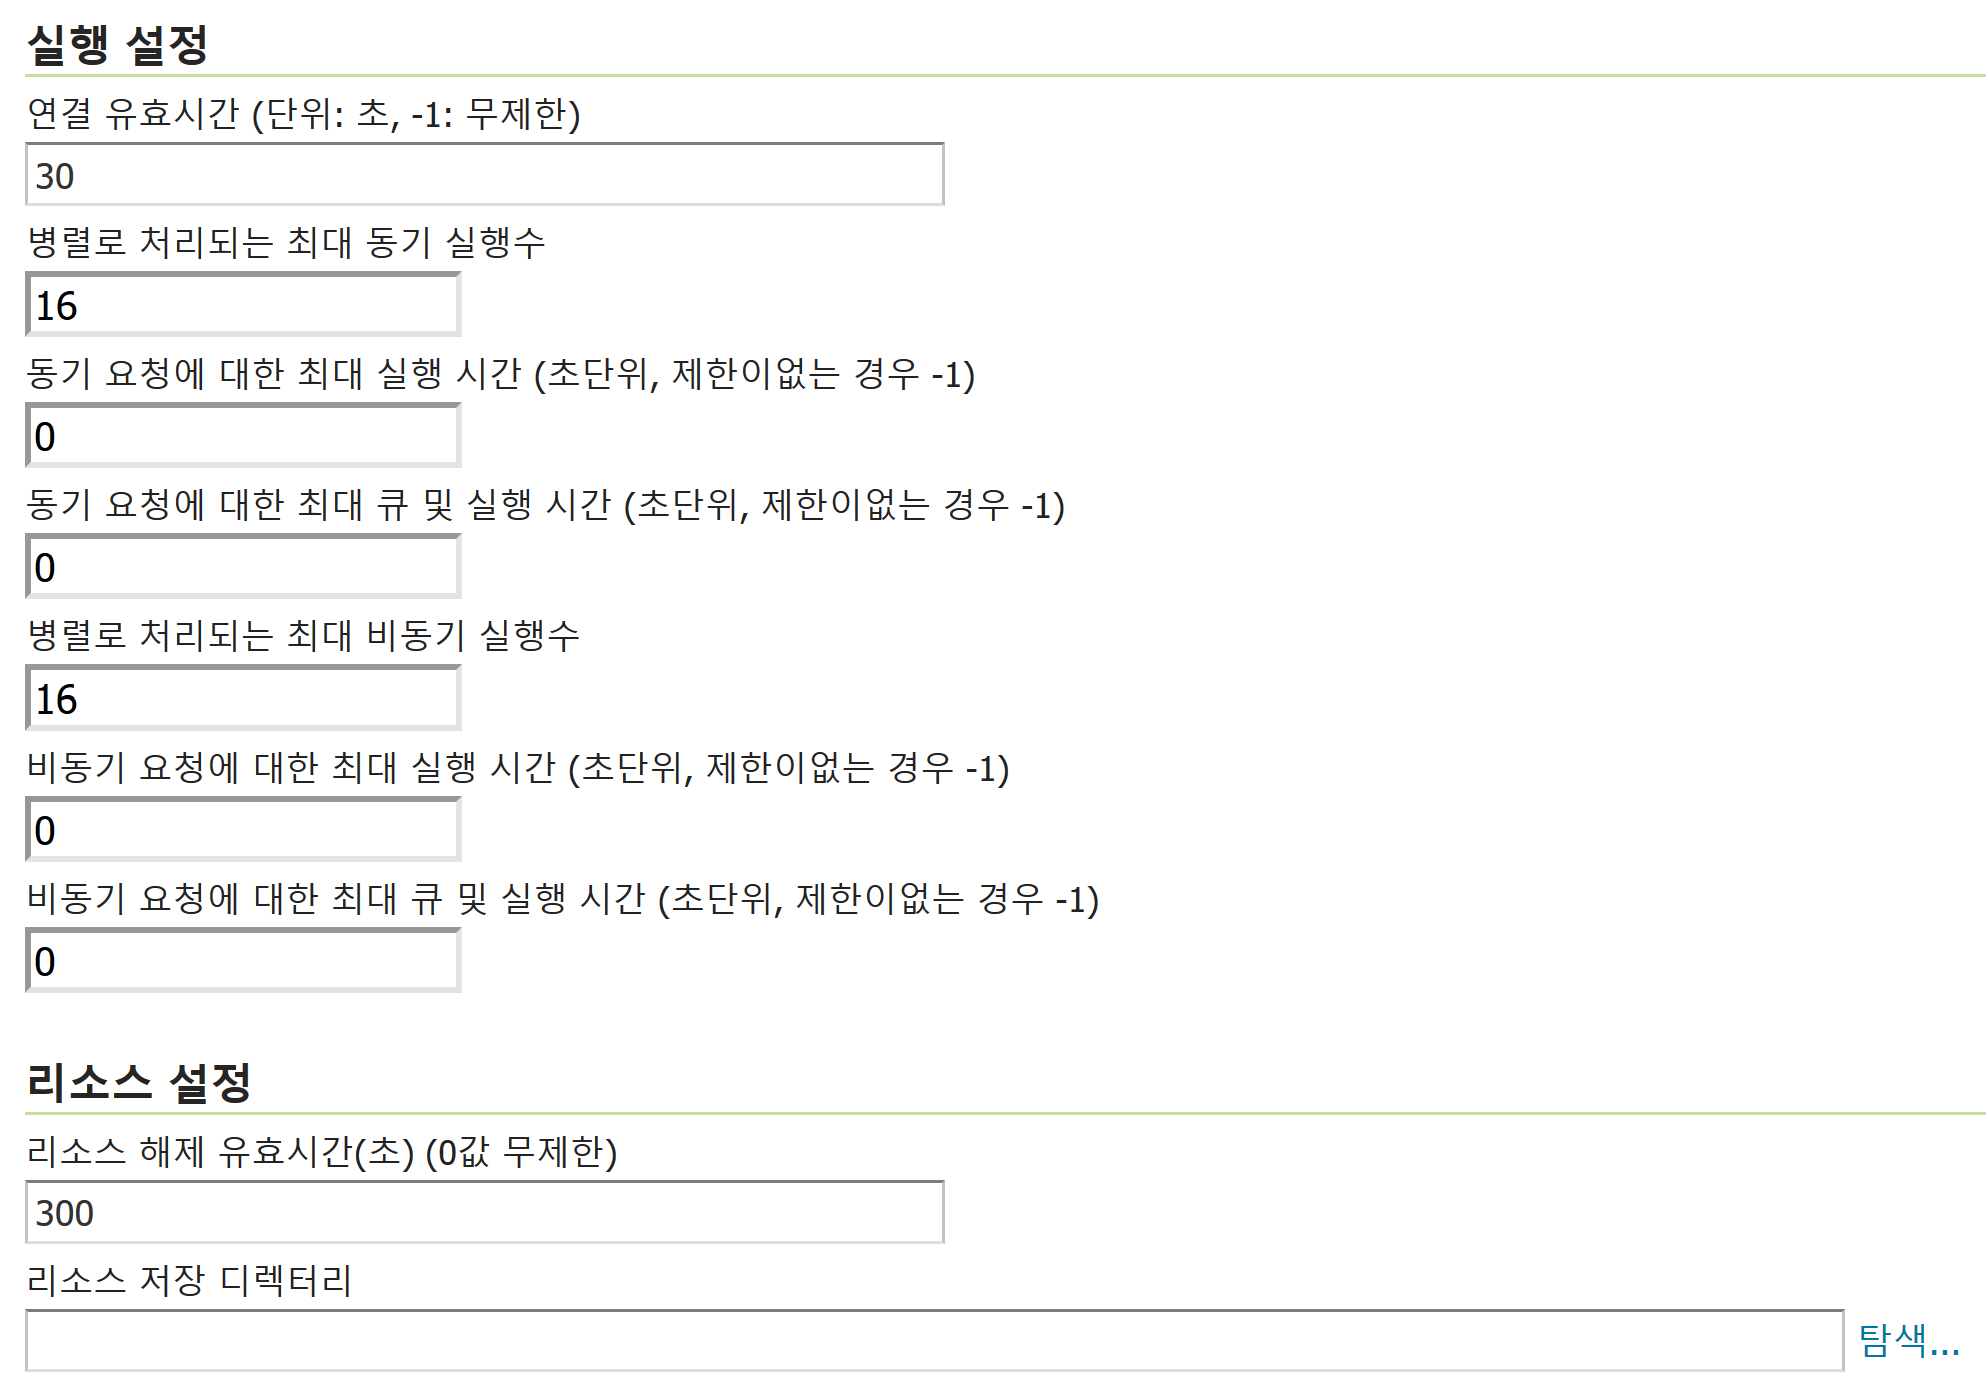 실행 설정
연결 유효시간 (단위: 초, -1: 무제한)
30
병렬로 처리되는 최대 동기 실행수
16
동기 요청에 대한 최대 실행 시간 (초단위, 제한이없는 경우 -1)
0
동기 요청에 대한 최대 큐 및 실행 시간 (초단위, 제한이없는 경우 -1)
0
병렬로 처리되는 최대 비동기 실행수
16
비동기 요청에 대한 최대 실행 시간 (초단위, 제한이없는 경우 -1)
0
비동기 요청에 대한 최대 큐 및 실행 시간 (초단위, 제한이없는 경우 -1)
0
리소스 설정
리소스 해제 유효시간(초) (0값 무제한)
300
리소스 저장 디렉터리
탐색...